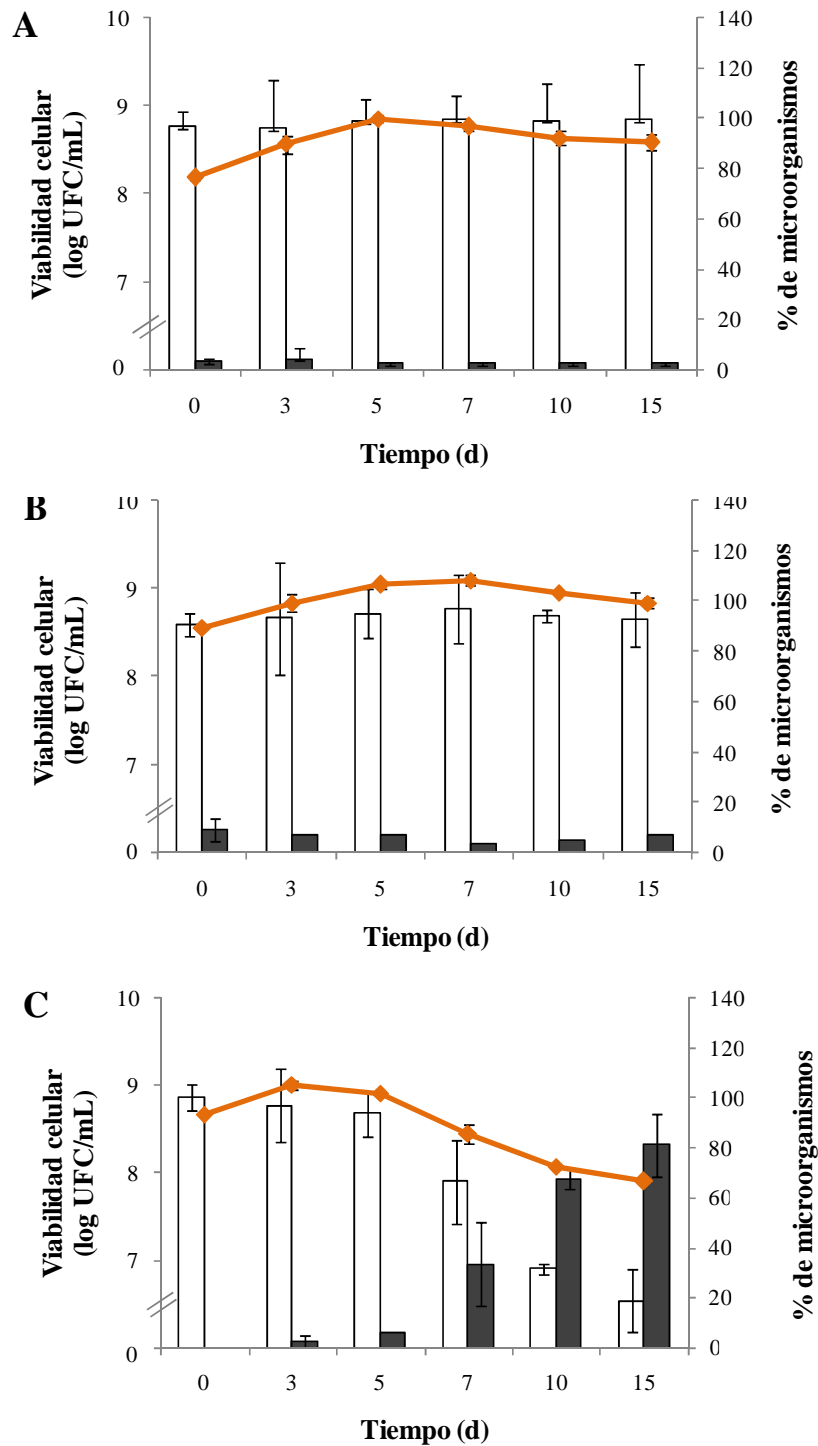 A
10
9
8
7
0
Viabilidad celular
(log UFC/mL)
140
120
100
80
60
40
20
0
% de microorganismos
0 3 5 7 10 15
Tiempo (d)
B
10
9
8
7
0
Viabilidad celular
(log UFC/mL)
140
120
100
80
60
40
20
0
% de microorganismos
0 3 5 7 10 15
Tiempo (d)
C
10
9
8
7
0
Viabilidad celular
(log UFC/mL)
140
120
100
80
60
40
20
0
% de microorganismos
0 3 5 7 10 15
Tiempo (d)